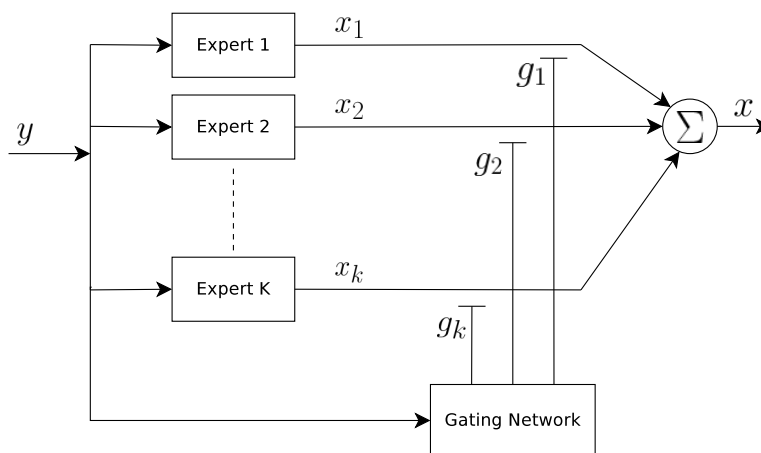 Expert 1
x₁
g₁
Expert 2
x₂
Σ
x
y
g₂
Expert K
xₖ
gₖ
Gating Network